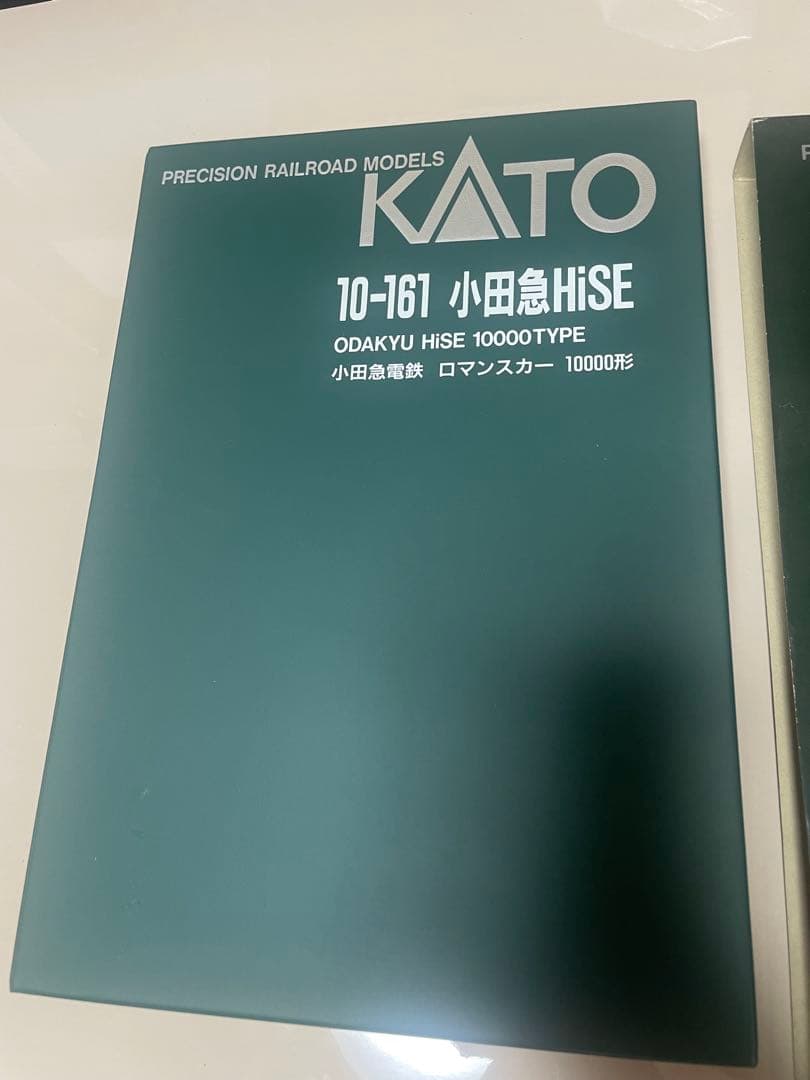 PRECISION RAILROAD MODELS
KATO
10-161 小田急HiSE
ODAKYU HiSE 10000TYPE
小田急電鉄 ロマンスカー 10000形